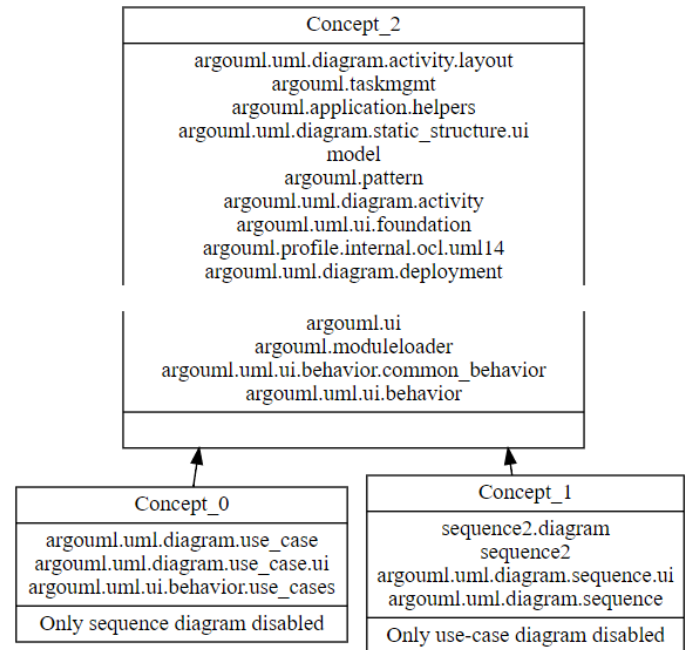 Concept_2
argouml.uml.diagram.activity.layout
argouml.taskmgmt
argouml.application.helpers
argouml.uml.diagram.static_structure.ui
model
argouml.pattern
argouml.uml.diagram.activity
argouml.uml.ui.foundation
argouml.profile.internal.ocl.uml14
argouml.uml.diagram.deployment
argouml.ui
argouml.moduleloader
argouml.uml.ui.behavior.common_behavior
argouml.uml.ui.behavior
Concept_0
argouml.uml.diagram.use_case
argouml.uml.diagram.use_case.ui
argouml.uml.ui.behavior.use_cases
Only sequence diagram disabled
Concept_1
sequence2.diagram
sequence2
argouml.uml.diagram.sequence.ui
argouml.uml.diagram.sequence
Only use-case diagram disabled